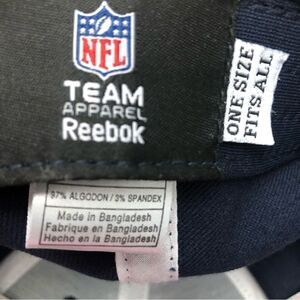 NFL
TEAM
APPAREL
Reebok
ONE SIZE
FITS ALL
97% ALGODON / 3% SPANDEX
Made in Bangladesh
Fabrique en Bangladesh
Hecho en la Bangladesh